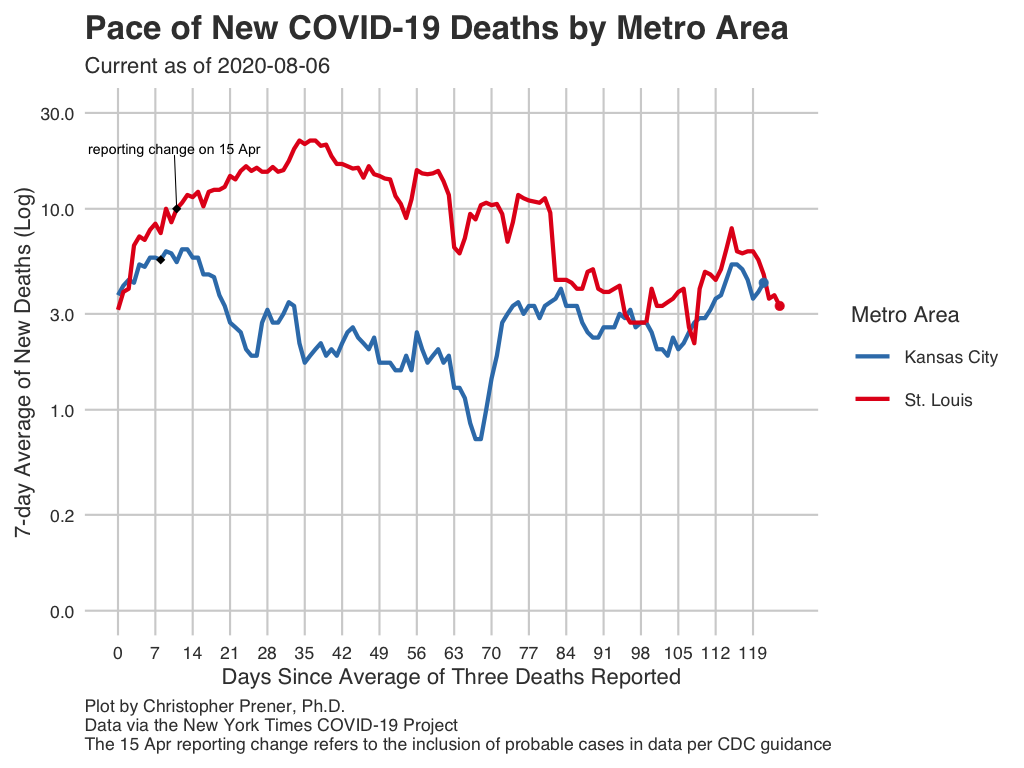 Pace of New COVID-19 Deaths by Metro Area
Current as of 2020-08-06
7-day Average of New Deaths (Log)
30.0
10.0
3.0
1.0
0.2
0.0
reporting change on 15 Apr
0 7 14 21 28 35 42 49 56 63 70 77 84 91 98 105 112 119
Days Since Average of Three Deaths Reported
Metro Area
Kansas City
St. Louis
Plot by Christopher Prener, Ph.D.
Data via the New York Times COVID-19 Project
The 15 Apr reporting change refers to the inclusion of probable cases in data per CDC guidance